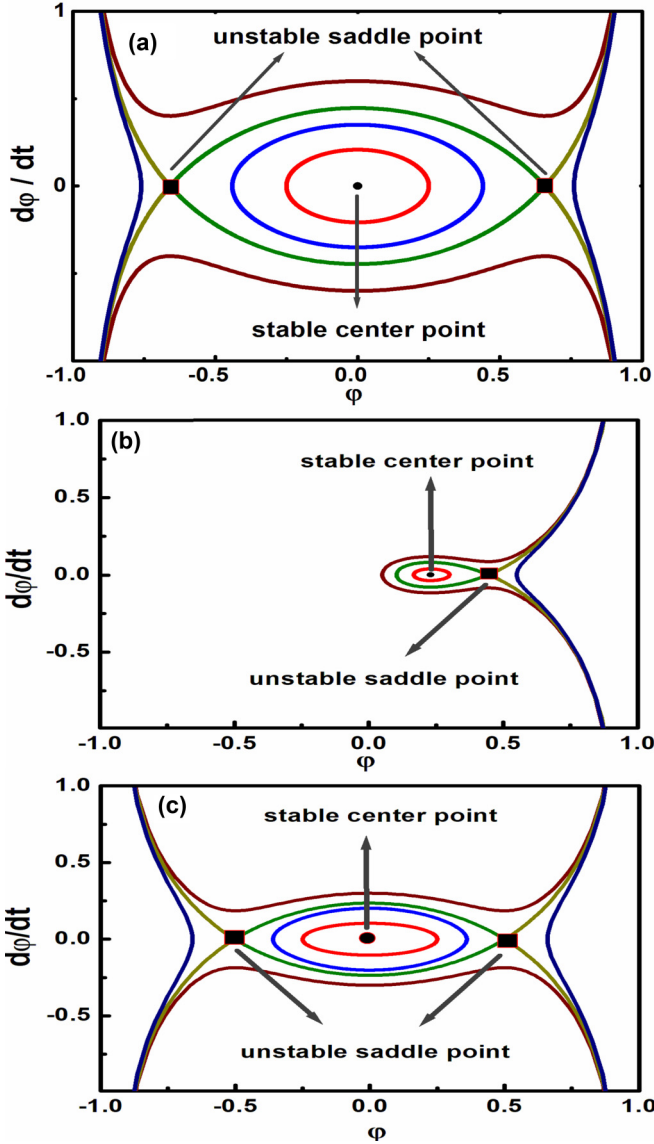 1
(a)
unstable saddle point
dφ / dt
0
stable center point
-1.0
-0.5
0.0
0.5
1.0
φ
1.0
(b)
stable center point
0.5
dφ/dt
0.0
-0.5
unstable saddle point
-1.0
-0.5
0.0
0.5
1.0
φ
1.0
(c)
stable center point
0.5
dφ/dt
0.0
-0.5
unstable saddle point
-1.0
-0.5
0.0
0.5
1.0
φ